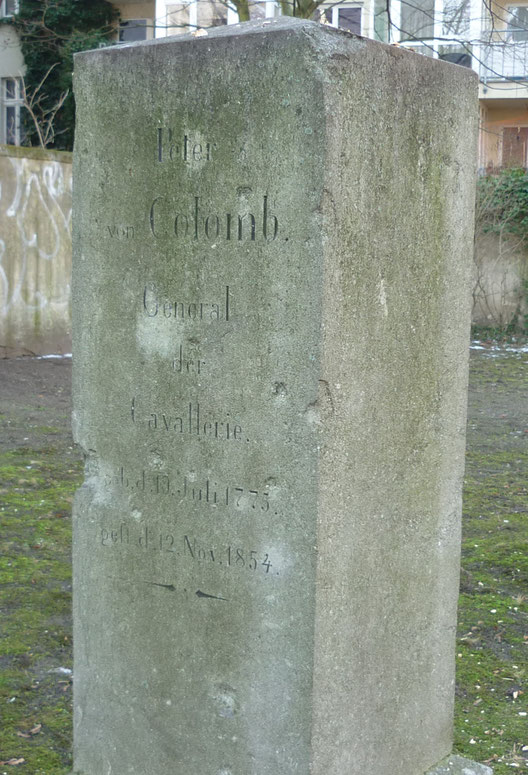 Peter
von Colomb.
General
der
Cavallerie.
geb. d. 19. Juli 1775.
gest. d. 12. Nov. 1854.